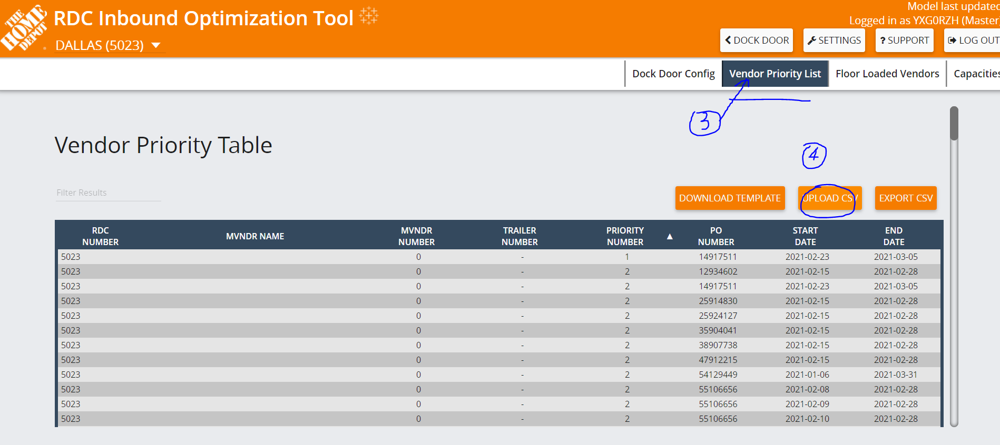 THE
HOME
DEPOT
RDC Inbound Optimization Tool
Model last updated
Logged in as YXG0RZH (Master)
DALLAS (5023)
DOCK DOOR
SETTINGS
? SUPPORT
LOG OUT
Dock Door Config
Vendor Priority List
Floor Loaded Vendors
Capacities
3
Vendor Priority Table
4
Filter Results
DOWNLOAD TEMPLATE
UPLOAD CSV
EXPORT CSV
RDC NUMBER MVNDR NAME MVNDR NUMBER TRAILER NUMBER PRIORITY NUMBER ▲ PO NUMBER START DATE END DATE
5023 0 - 1 14917511 2021-02-23 2021-03-05
5023 0 - 2 12934602 2021-02-15 2021-02-28
5023 0 - 2 14917511 2021-02-23 2021-03-05
5023 0 - 2 25914830 2021-02-15 2021-02-28
5023 0 - 2 25924127 2021-02-15 2021-02-28
5023 0 - 2 35904041 2021-02-15 2021-02-28
5023 0 - 2 38907738 2021-02-15 2021-02-28
5023 0 - 2 47912215 2021-02-15 2021-02-28
5023 0 - 2 54129449 2021-01-06 2021-03-31
5023 0 - 2 55106656 2021-02-08 2021-02-28
5023 0 - 2 55106656 2021-02-09 2021-02-28
5023 0 - 2 55106656 2021-02-10 2021-02-28